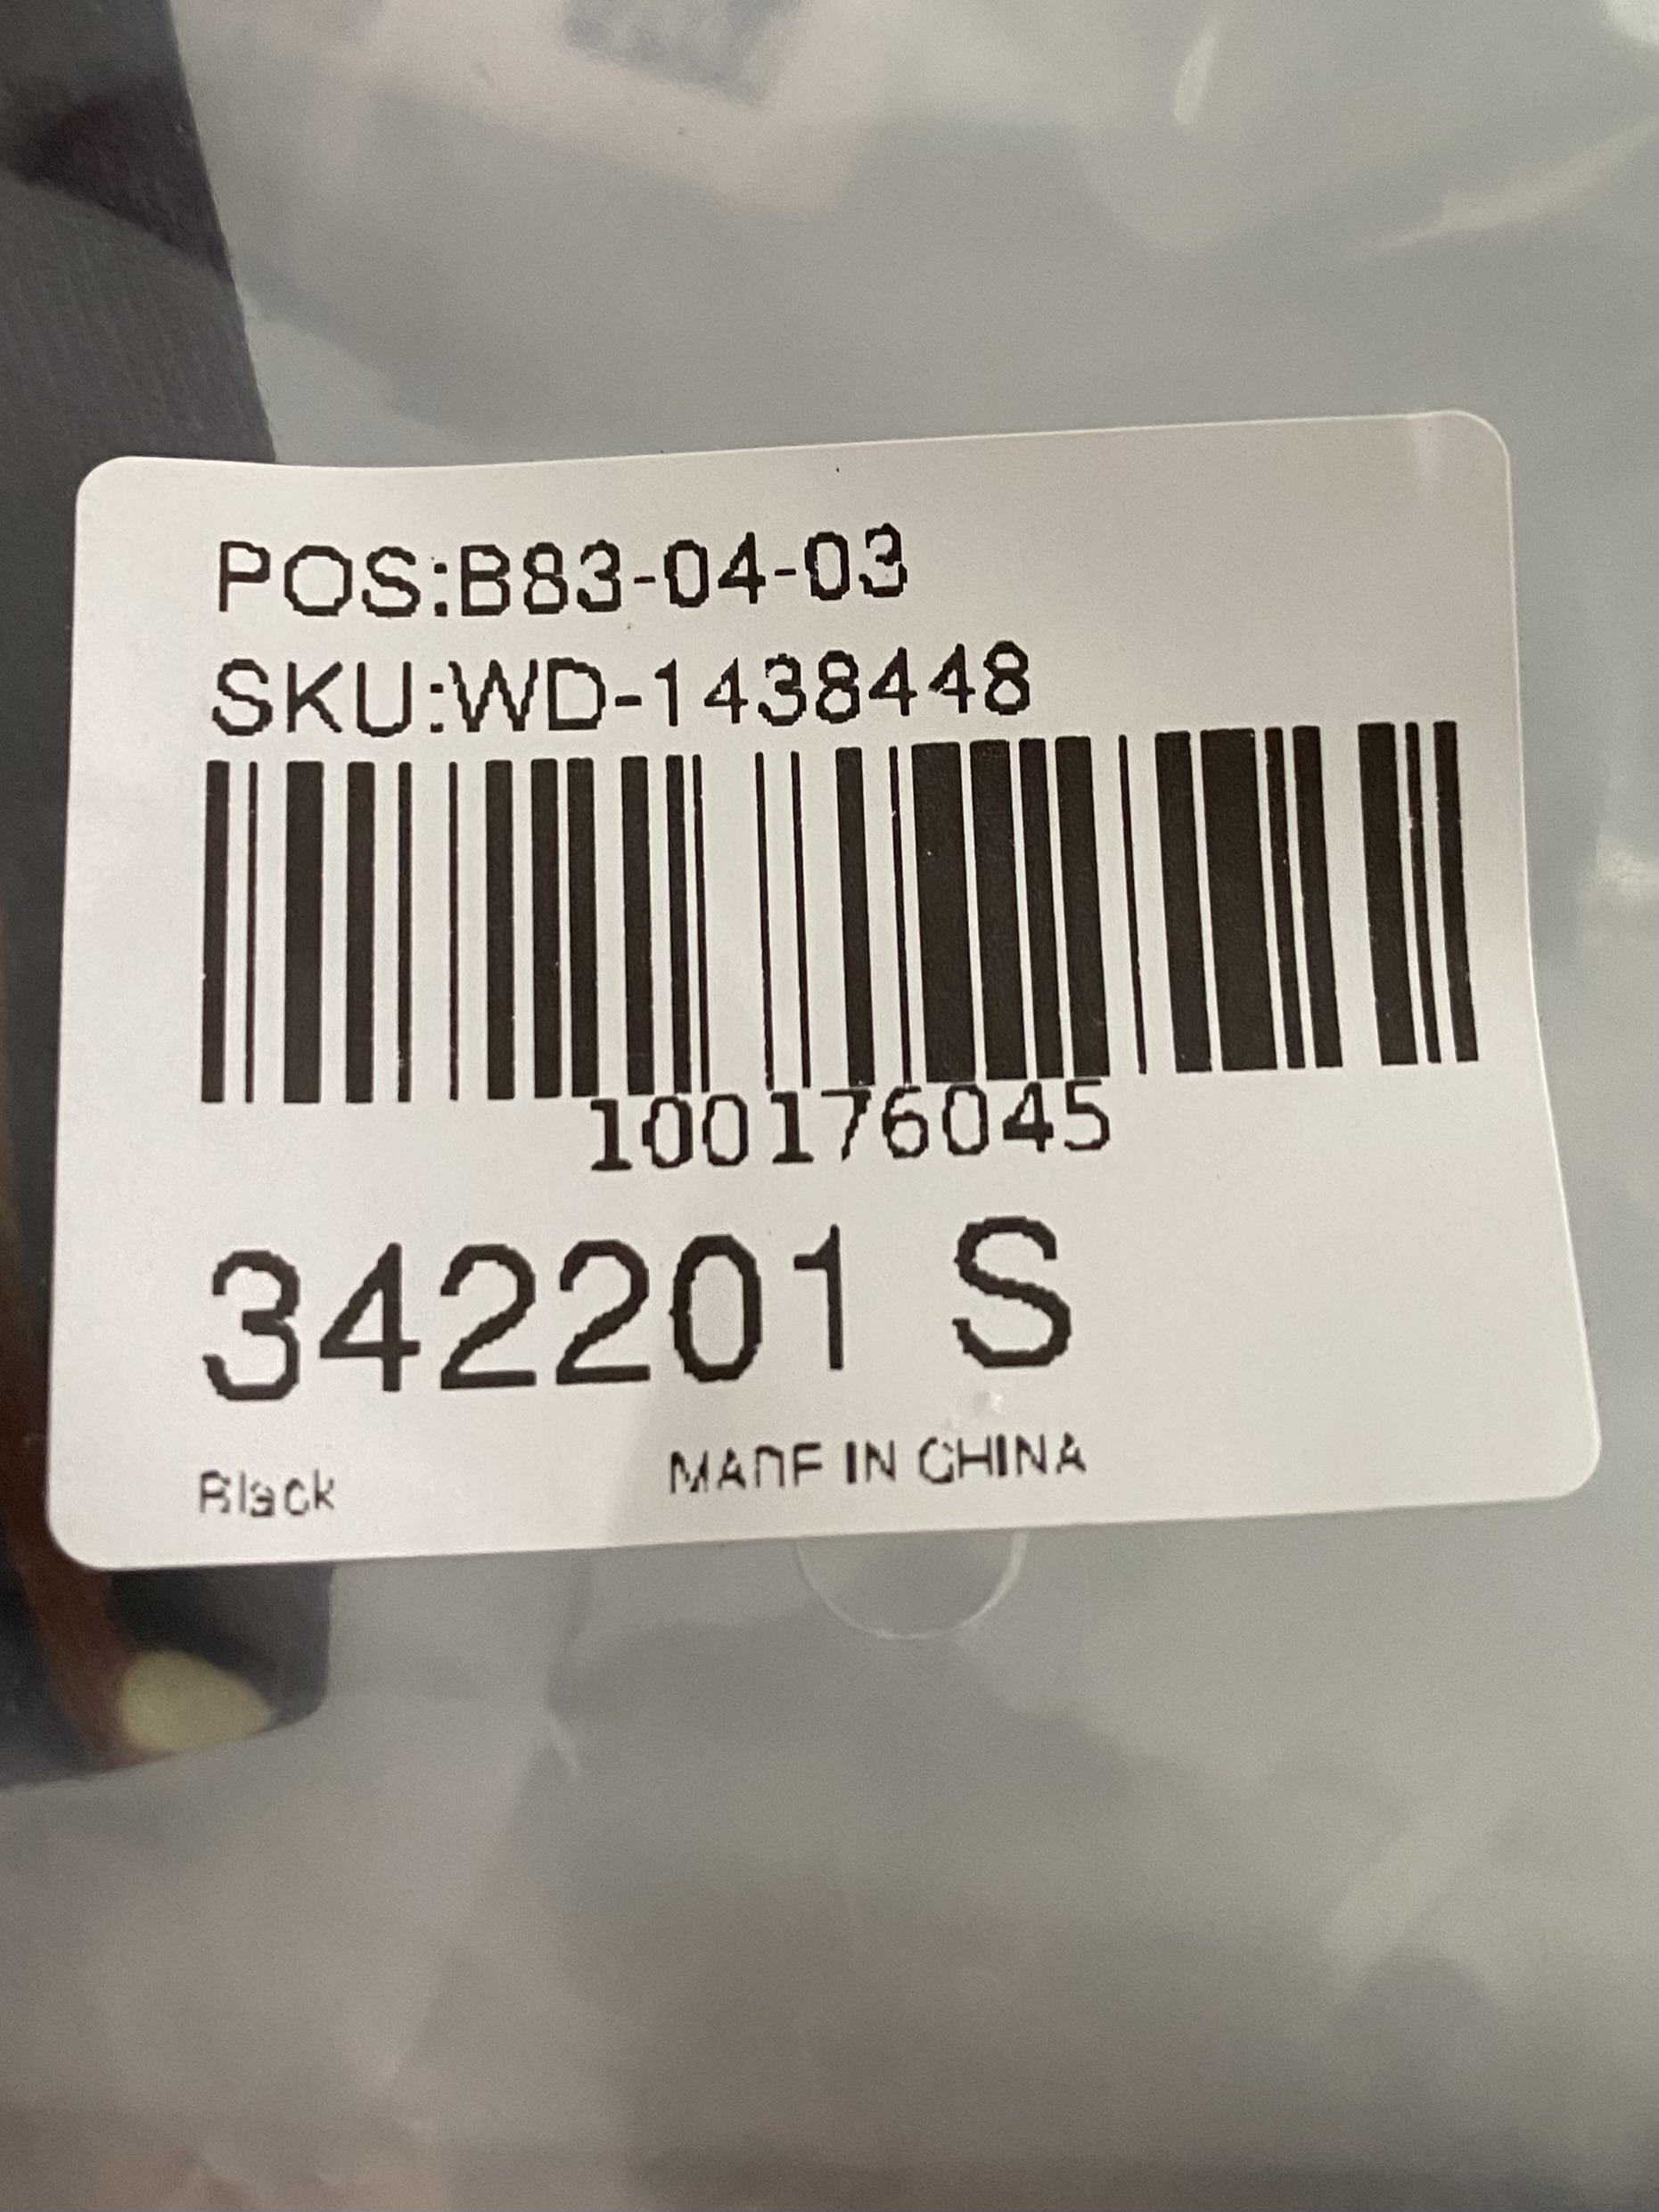 POS:B83-04-03
SKU:WD-1438448
100176045
342201 S
Black MADE IN CHINA